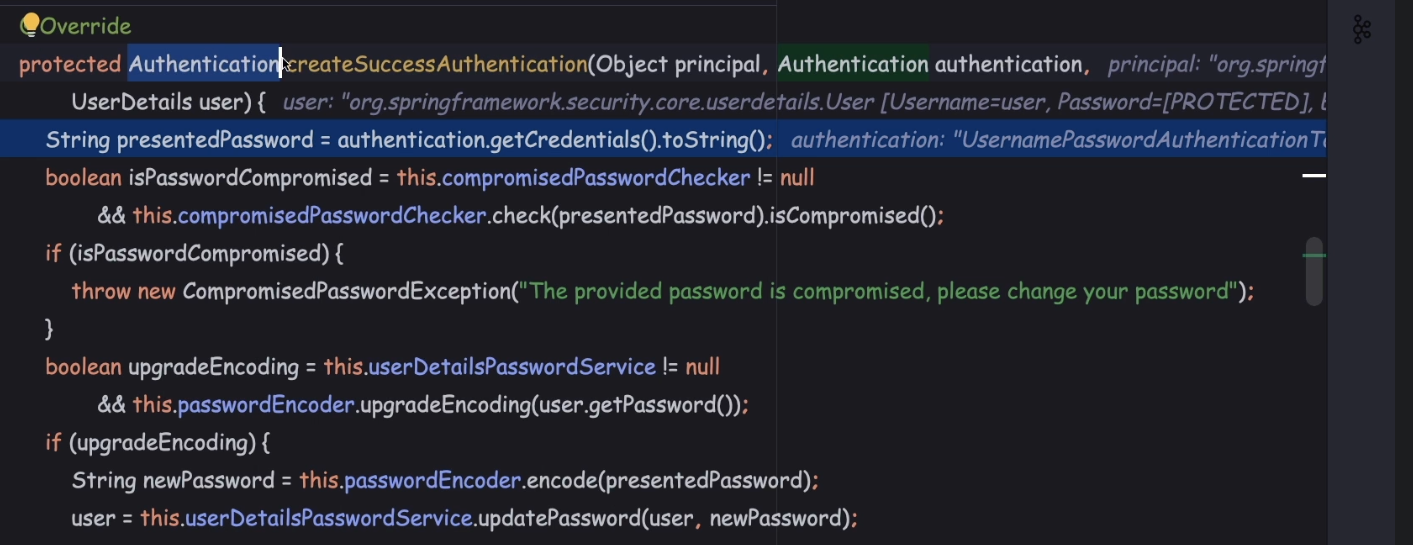 @Override
protected Authentication createSuccessAuthentication(Object principal, Authentication authentication, principal: "org.springf
UserDetails user) { user: "org.springframework.security.core.userdetails.User [Username=user, Password=[PROTECTED],
String presentedPassword = authentication.getCredentials().toString(); authentication: "UsernamePasswordAuthenticationTo
boolean isPasswordCompromised = this.compromisedPasswordChecker != null
&& this.compromisedPasswordChecker.check(presentedPassword).isCompromised();
if (isPasswordCompromised) {
throw new CompromisedPasswordException("The provided password is compromised, please change your password");
}
boolean upgradeEncoding = this.userDetailsPasswordService != null
&& this.passwordEncoder.upgradeEncoding(user.getPassword());
if (upgradeEncoding) {
String newPassword = this.passwordEncoder.encode(presentedPassword);
user = this.userDetailsPasswordService.updatePassword(user, newPassword);